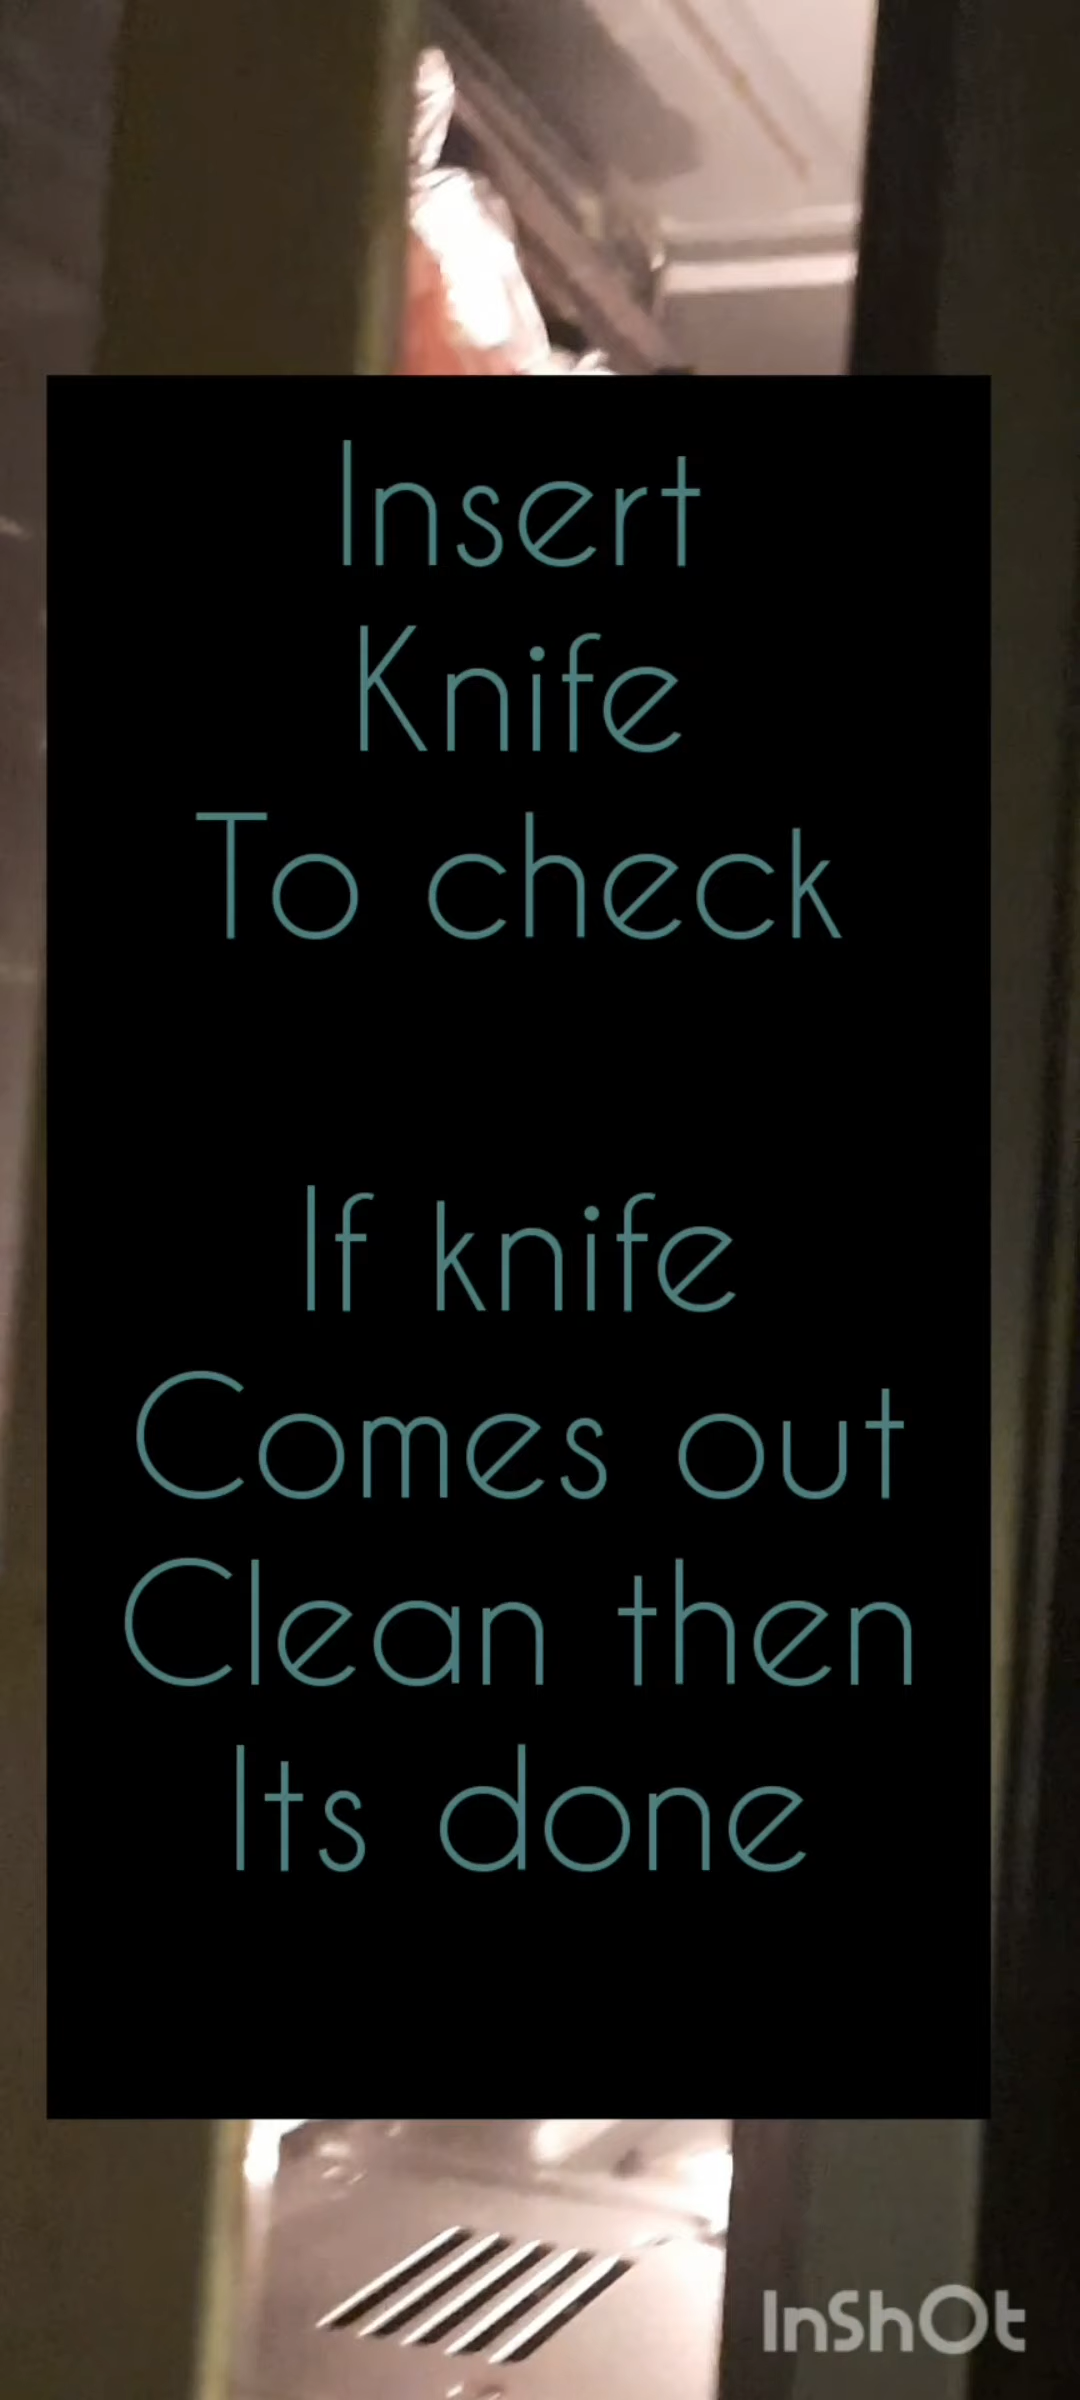 Insert
Knife
To check
If knife
Comes out
Clean then
Its done
InShOt